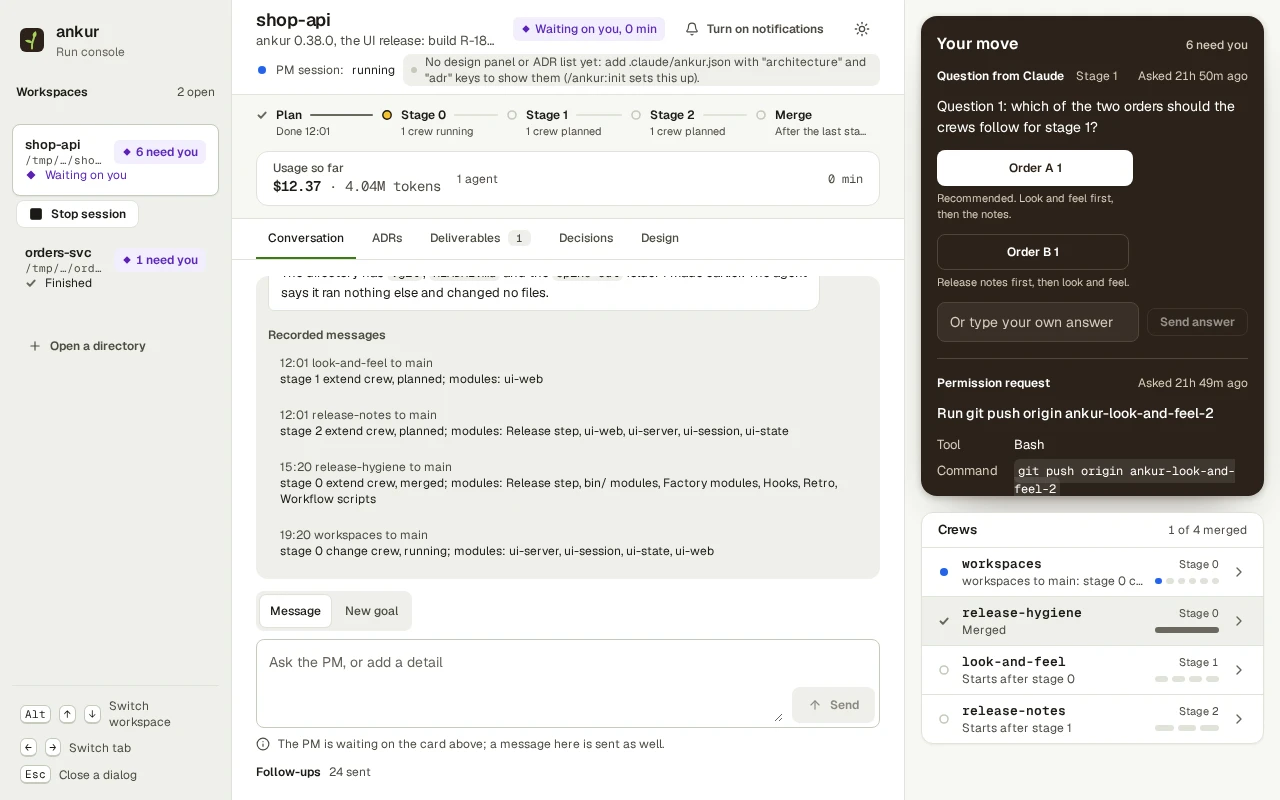 ankur
Run console
Workspaces
2 open
shop-api
/tmp/…/sho…
6 need you
Waiting on you
Stop session
orders-svc
/tmp/…/ord…
1 need you
Finished
Open a directory
Alt ↑ ↓ Switch workspace
← → Switch tab
Esc Close a dialog
shop-api
ankur 0.38.0, the UI release: build R-18…
Waiting on you, 0 min
Turn on notifications
PM session: running
No design panel or ADR list yet: add .claude/ankur.json with "architecture" and
"adr" keys to show them (/ankur:init sets this up).
Plan
Done 12:01
Stage 0
1 crew running
Stage 1
1 crew planned
Stage 2
1 crew planned
Merge
After the last sta…
Usage so far
$12.37 · 4.04M tokens
1 agent
0 min
Conversation
ADRs
Deliverables 1
Decisions
Design
says it ran nothing else and changed no files.
Recorded messages
12:01 look-and-feel to main
stage 1 extend crew, planned; modules: ui-web
12:01 release-notes to main
stage 2 extend crew, planned; modules: Release step, ui-web, ui-server, ui-session, ui-state
15:20 release-hygiene to main
stage 0 extend crew, merged; modules: Release step, bin/ modules, Factory modules, Hooks, Retro,
Workflow scripts
19:20 workspaces to main
stage 0 change crew, running; modules: ui-server, ui-session, ui-state, ui-web
Message
New goal
Ask the PM, or add a detail
Send
The PM is waiting on the card above; a message here is sent as well.
Follow-ups 24 sent
Your move
6 need you
Question from Claude Stage 1 Asked 21h 50m ago
Question 1: which of the two orders should the
crews follow for stage 1?
Order A 1
Recommended. Look and feel first,
then the notes.
Order B 1
Release notes first, then look and feel.
Or type your own answer
Send answer
Permission request
Asked 21h 49m ago
Run git push origin ankur-look-and-feel-2
Tool Bash
Command git push origin ankur-look-and-
feel-2
Crews
1 of 4 merged
workspaces
workspaces to main: stage 0 c…
Stage 0
release-hygiene
Merged
Stage 0
look-and-feel
Starts after stage 0
Stage 1
release-notes
Starts after stage 1
Stage 2